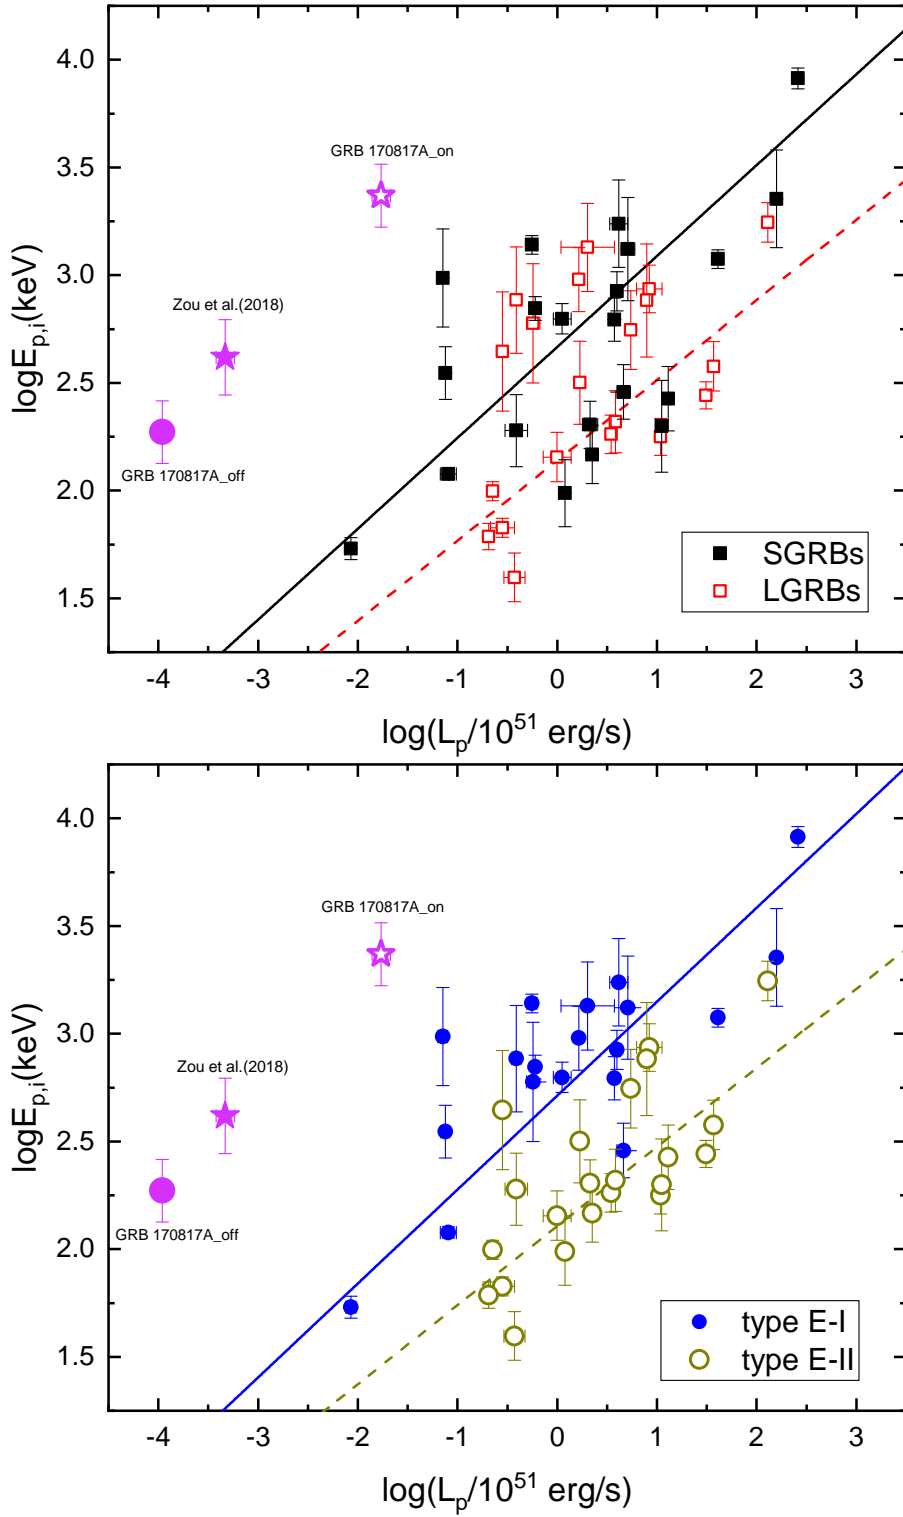 4.0
3.5
3.0
2.5
2.0
1.5
logE_p,i(keV)
GRB 170817A_on
Zou et al.(2018)
GRB 170817A_off
SGRBs
LGRBs
-4 -3 -2 -1 0 1 2 3
log(L_p/10^51 erg/s)
4.0
3.5
3.0
2.5
2.0
1.5
logE_p,i(keV)
GRB 170817A_on
Zou et al.(2018)
GRB 170817A_off
type E-I
type E-II
-4 -3 -2 -1 0 1 2 3
log(L_p/10^51 erg/s)